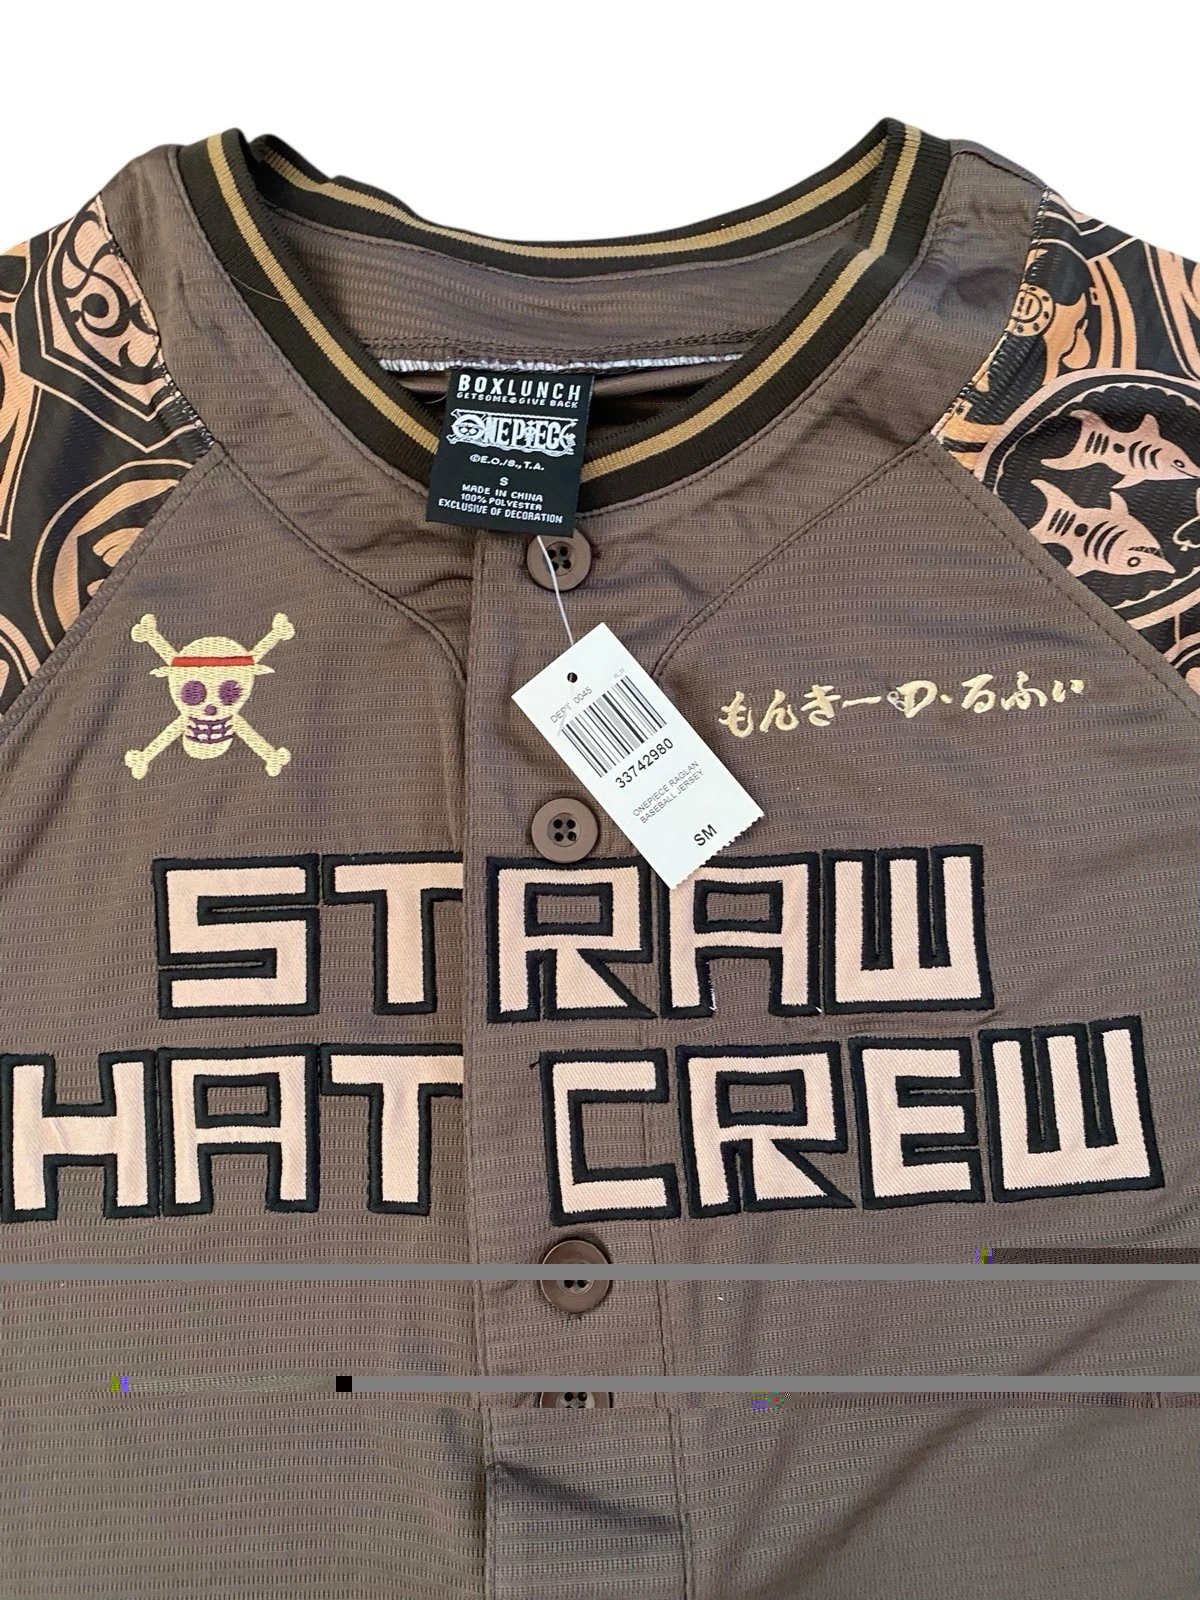 BOXLUNCH
GET SOME GIVE BACK
ONE PIECE
©E.O./S., T.A.
S
MADE IN CHINA
100% POLYESTER
EXCLUSIVE OF DECORATION
DEPT 0045
33742980
ONEPIECE RAGLAN
BASEBALL JERSEY
SM
もんきー・D・るふぃ
STRAW
HAT CREW